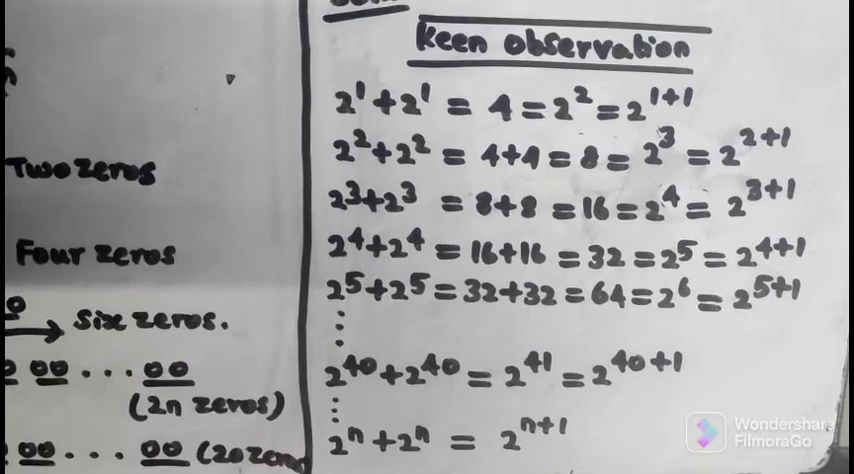 Keen observation
2¹ + 2¹ = 4 = 2² = 2¹⁺¹
2² + 2² = 4+4 = 8 = 2³ = 2²⁺¹
2³+2³ = 8+8 = 16 = 2⁴ = 2³⁺¹
2⁴+2⁴ = 16+16 = 32 = 2⁵ = 2⁴⁺¹
2⁵+2⁵ = 32+32 = 64 = 2⁶ = 2⁵⁺¹
⋮
2⁴⁰+2⁴⁰ = 2⁴¹ = 2⁴⁰⁺¹
⋮
2ⁿ+2ⁿ = 2ⁿ⁺¹
Two zeros
Four zeros
0 → Six zeros.
00 ... 00
(2n zeros)
00 ... 00 (20 zeros
Wondershare
FilmoraGo